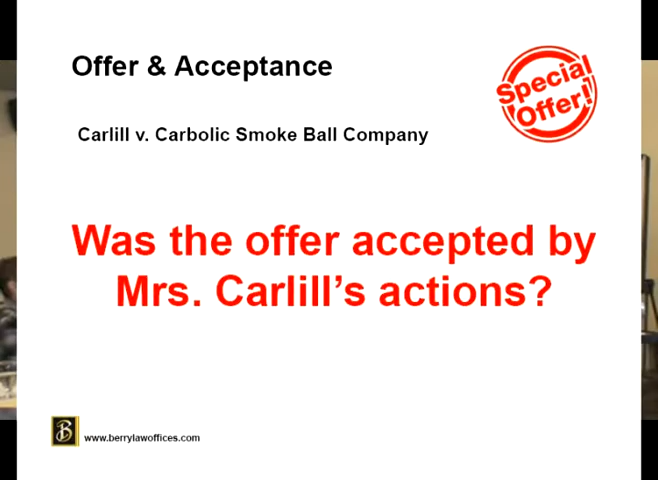 Offer & Acceptance
Special
Offer!
Carlill v. Carbolic Smoke Ball Company
Was the offer accepted by
Mrs. Carlill’s actions?
B
www.berrylawoffices.com